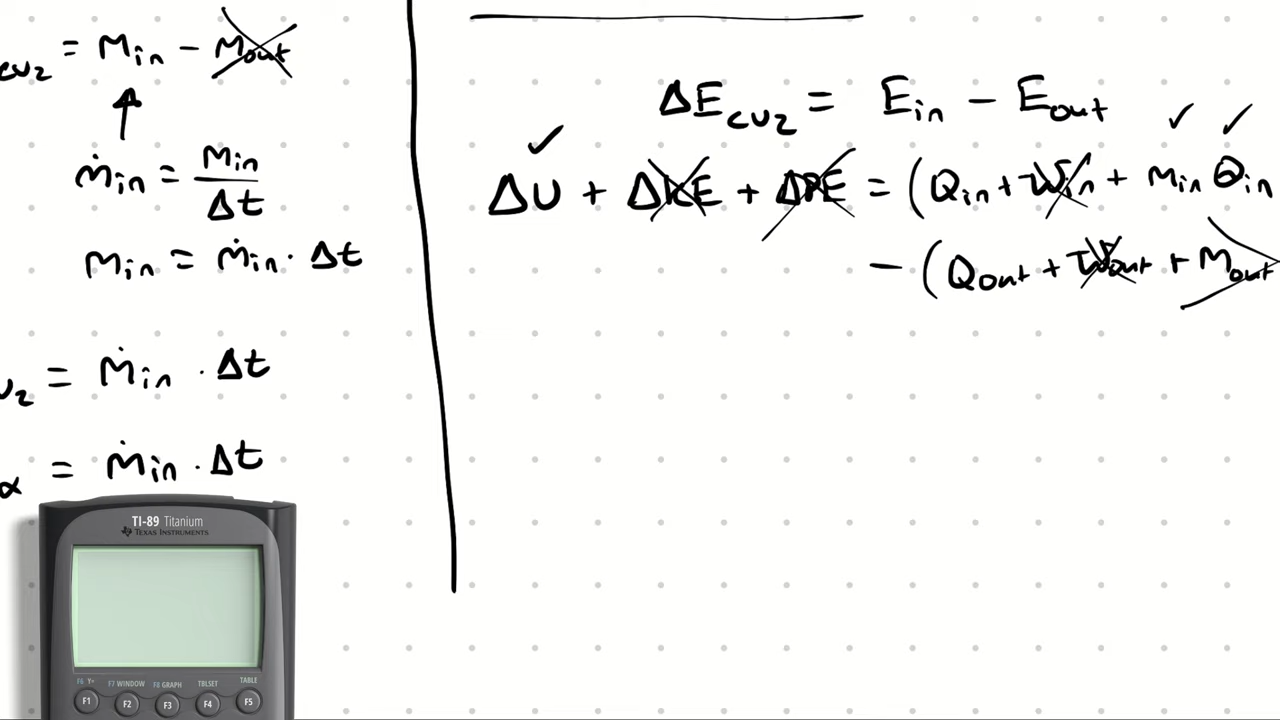 cv₂ = m_in − m_out
ṁ_in = m_in / Δt
m_in = ṁ_in · Δt
v₂ = ṁ_in · Δt
α = ṁ_in · Δt
ΔE_cv₂ = E_in − E_out
ΔU + ΔKE + ΔPE = (Q_in + W_in + m_in θ_in
− (Q_out + W_out + m_out
TI-89 Titanium
TEXAS INSTRUMENTS
F6 Y= F7 WINDOW F8 GRAPH TBLSET TABLE
F1 F2 F3 F4 F5